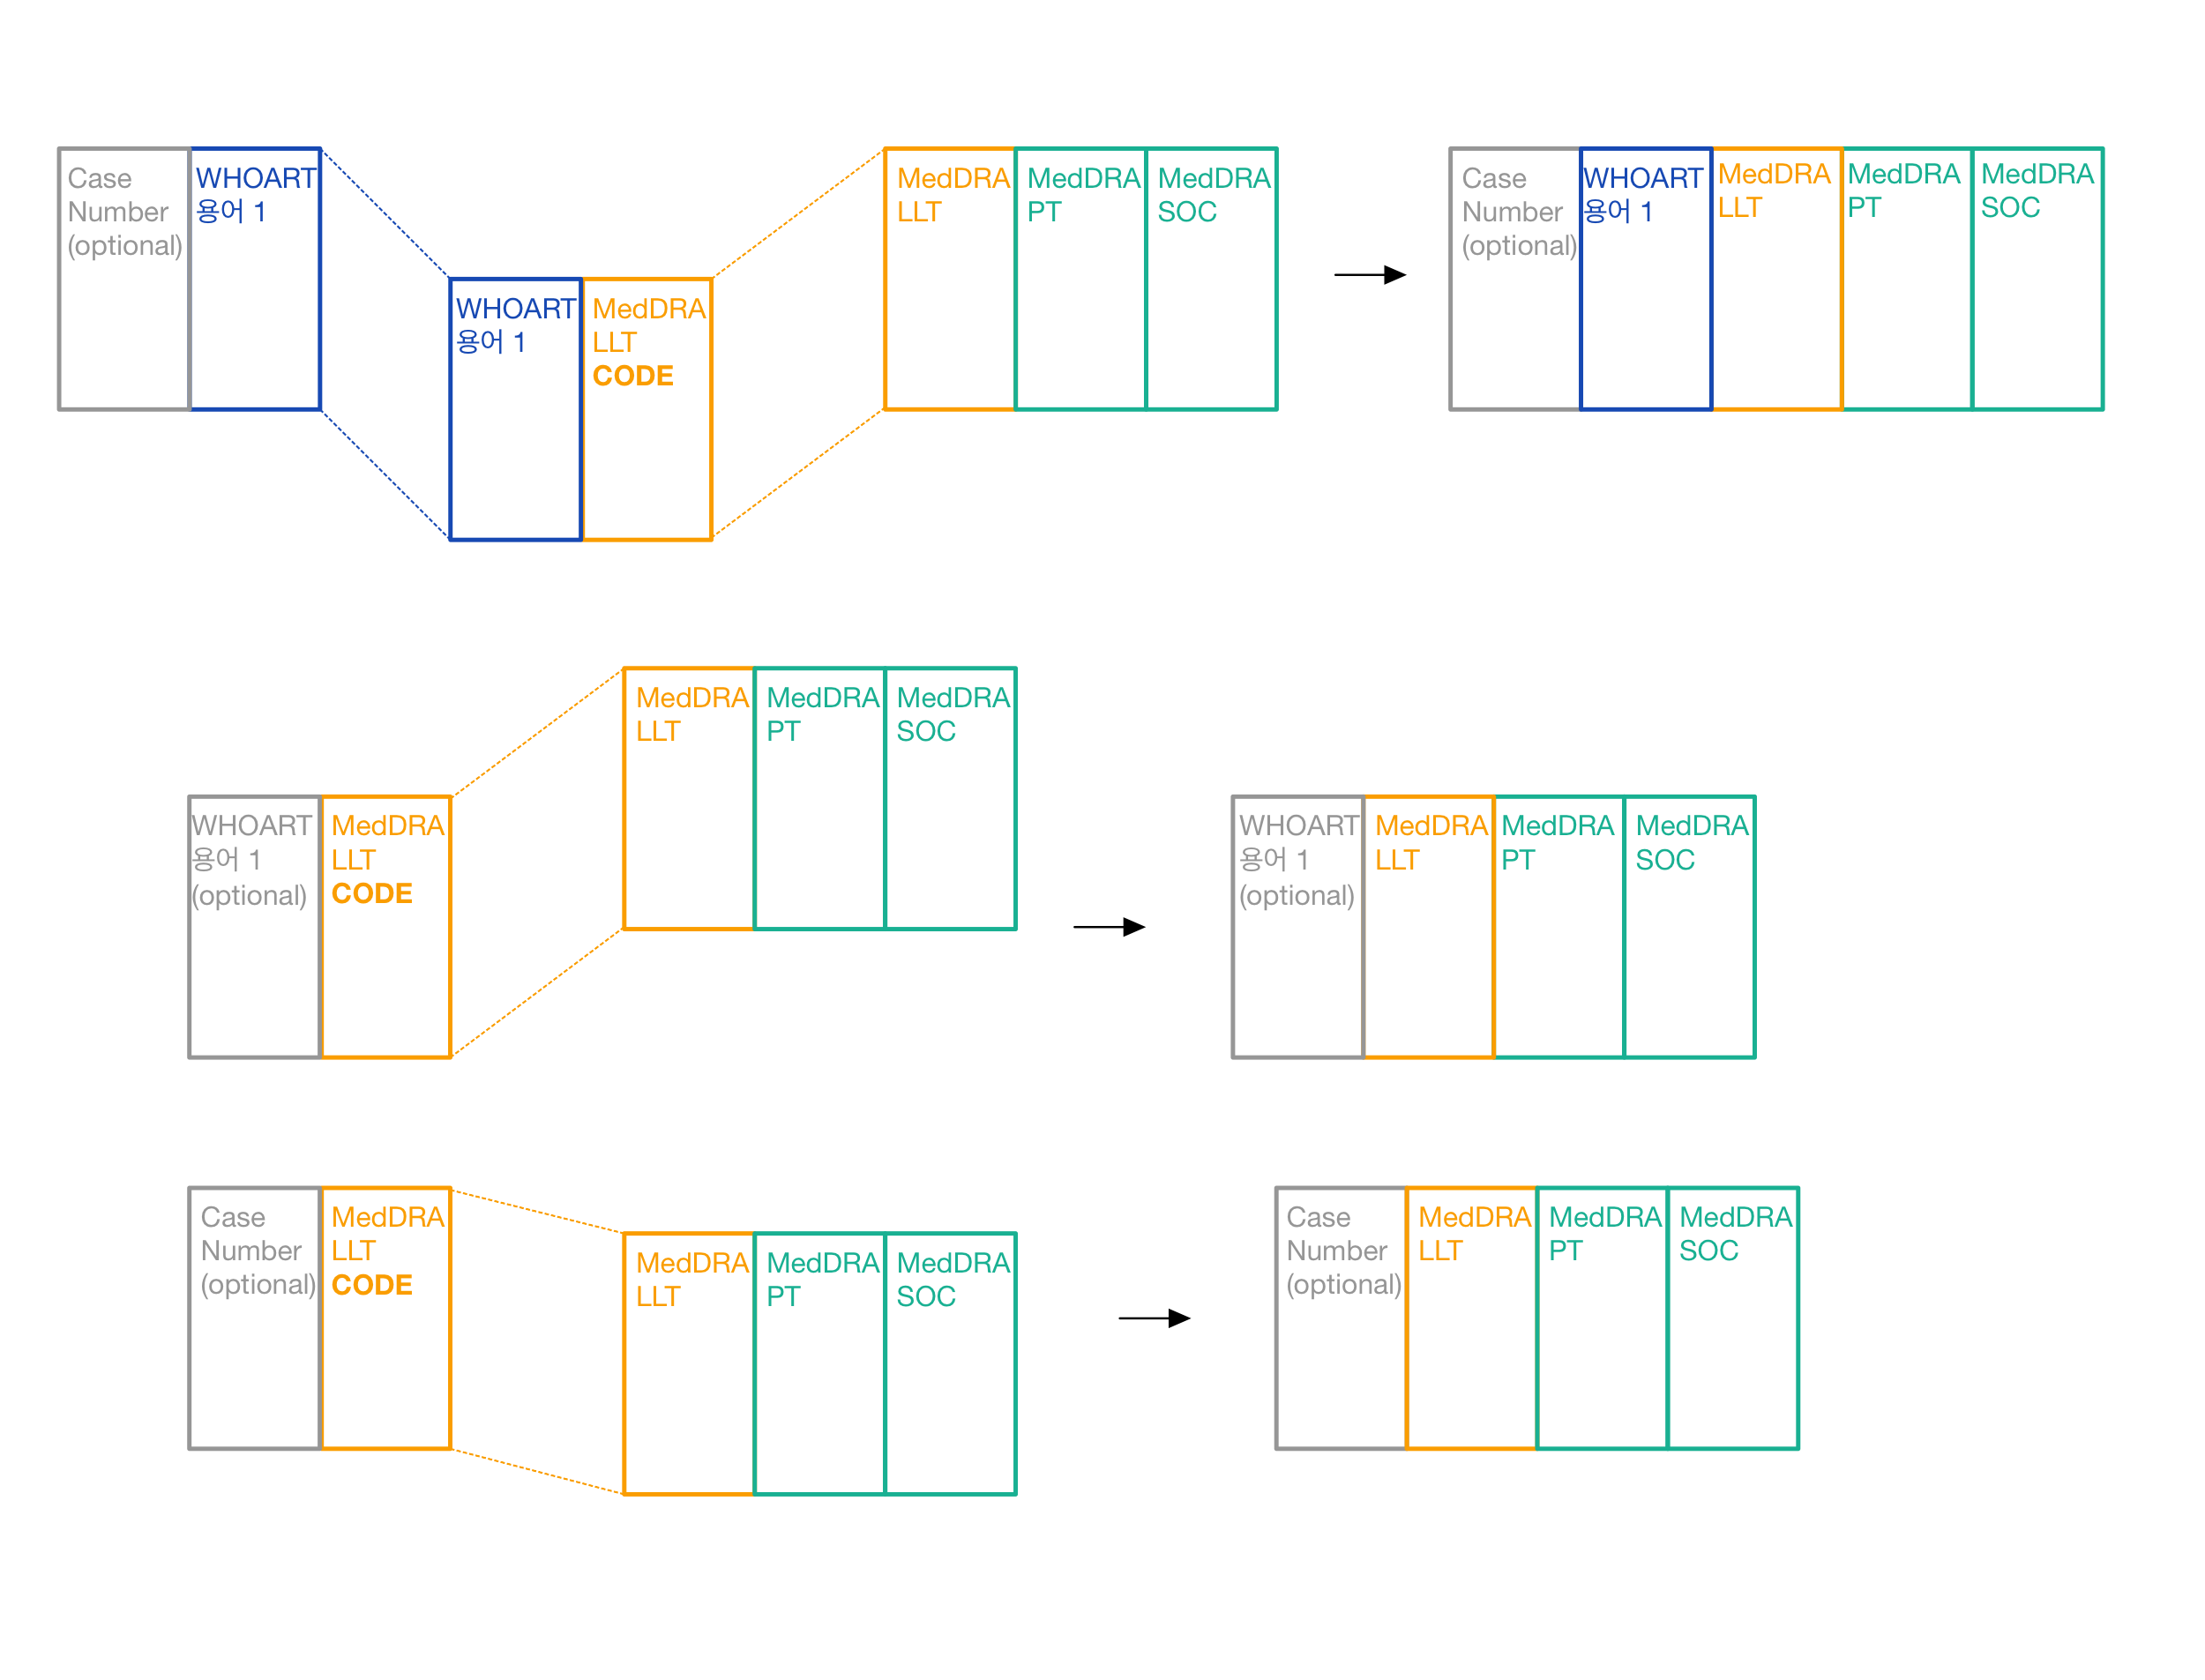 Case
Number
(optional)
WHOART
용어 1
WHOART
용어 1
MedDRA
LLT
CODE
MedDRA
LLT
MedDRA
PT
MedDRA
SOC
Case
Number
(optional)
WHOART
용어 1
MedDRA
LLT
MedDRA
PT
MedDRA
SOC
WHOART
용어 1
(optional)
MedDRA
LLT
CODE
MedDRA
LLT
MedDRA
PT
MedDRA
SOC
WHOART
용어 1
(optional)
MedDRA
LLT
MedDRA
PT
MedDRA
SOC
Case
Number
(optional)
MedDRA
LLT
CODE
MedDRA
LLT
MedDRA
PT
MedDRA
SOC
Case
Number
(optional)
MedDRA
LLT
MedDRA
PT
MedDRA
SOC